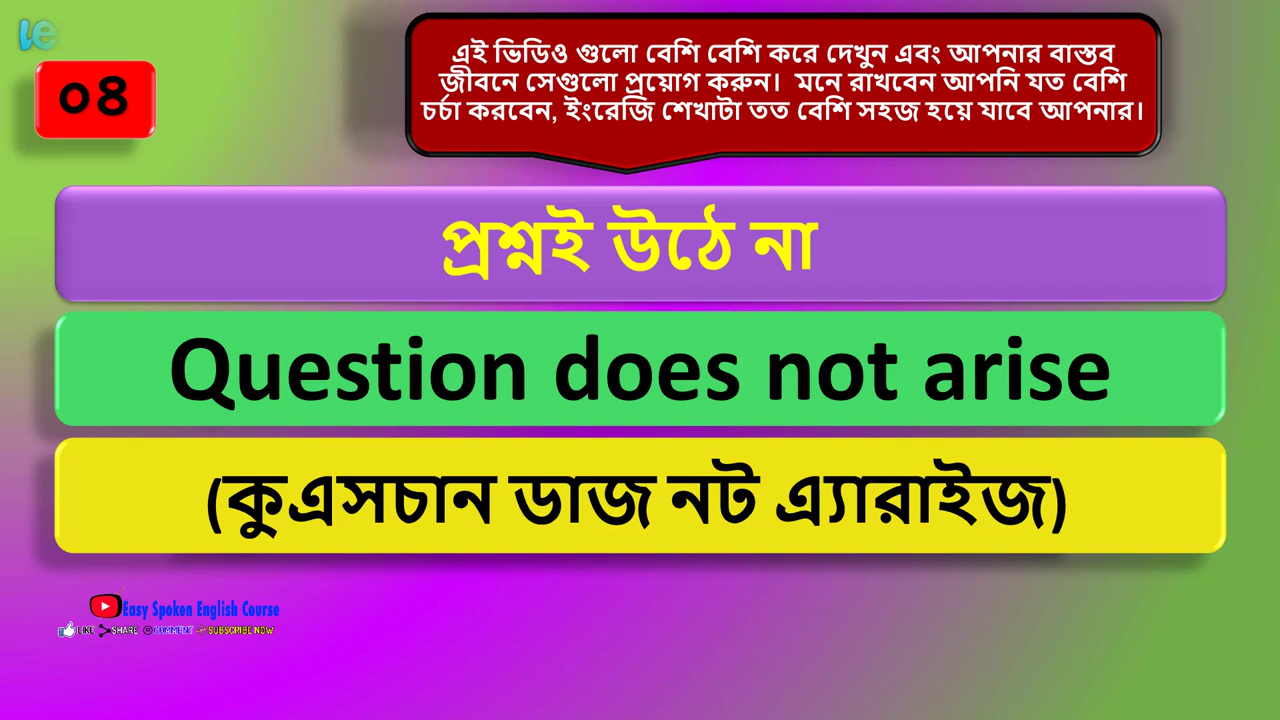 le
০৪
এই ভিডিও গুলো বেশি বেশি করে দেখুন এবং আপনার বাস্তব
জীবনে সেগুলো প্রয়োগ করুন। মনে রাখবেন আপনি যত বেশি
চর্চা করবেন, ইংরেজি শেখাটা তত বেশি সহজ হয়ে যাবে আপনার।
প্রশ্নই উঠে না
Question does not arise
(কুএসচান ডাজ নট এ্যারাইজ)
Easy Spoken English Course
LIKE SHARE COMMENT SUBSCRIBE NOW